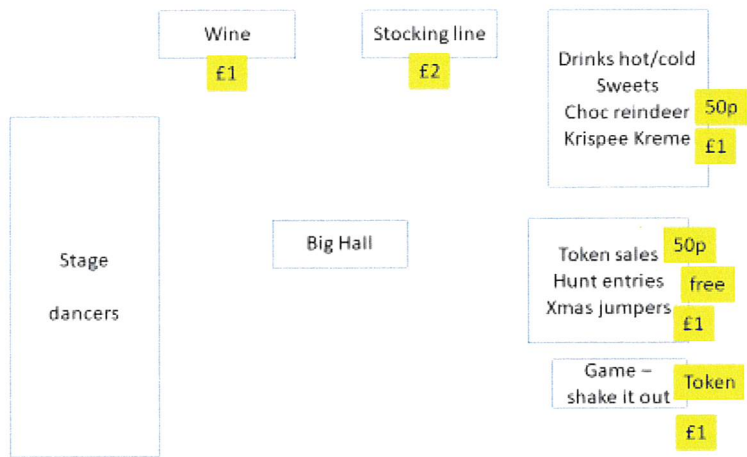 Wine
£1
Stocking line
£2
Drinks hot/cold
Sweets
Choc reindeer 50p
Krispee Kreme £1
Stage
dancers
Big Hall
Token sales 50p
Hunt entries free
Xmas jumpers £1
Game – Token
shake it out
£1